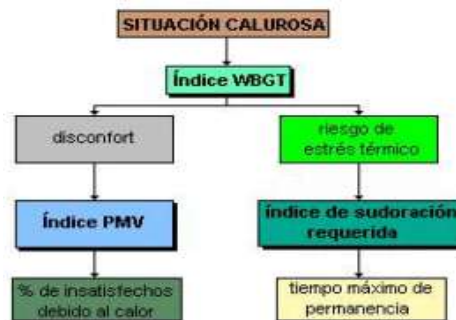 SITUACIÓN CALUROSA
Índice WBGT
disconfort
riesgo de
estrés térmico
Índice PMV
índice de sudoración
requerida
% de insatisfechos
debido al calor
tiempo máximo de
permanencia